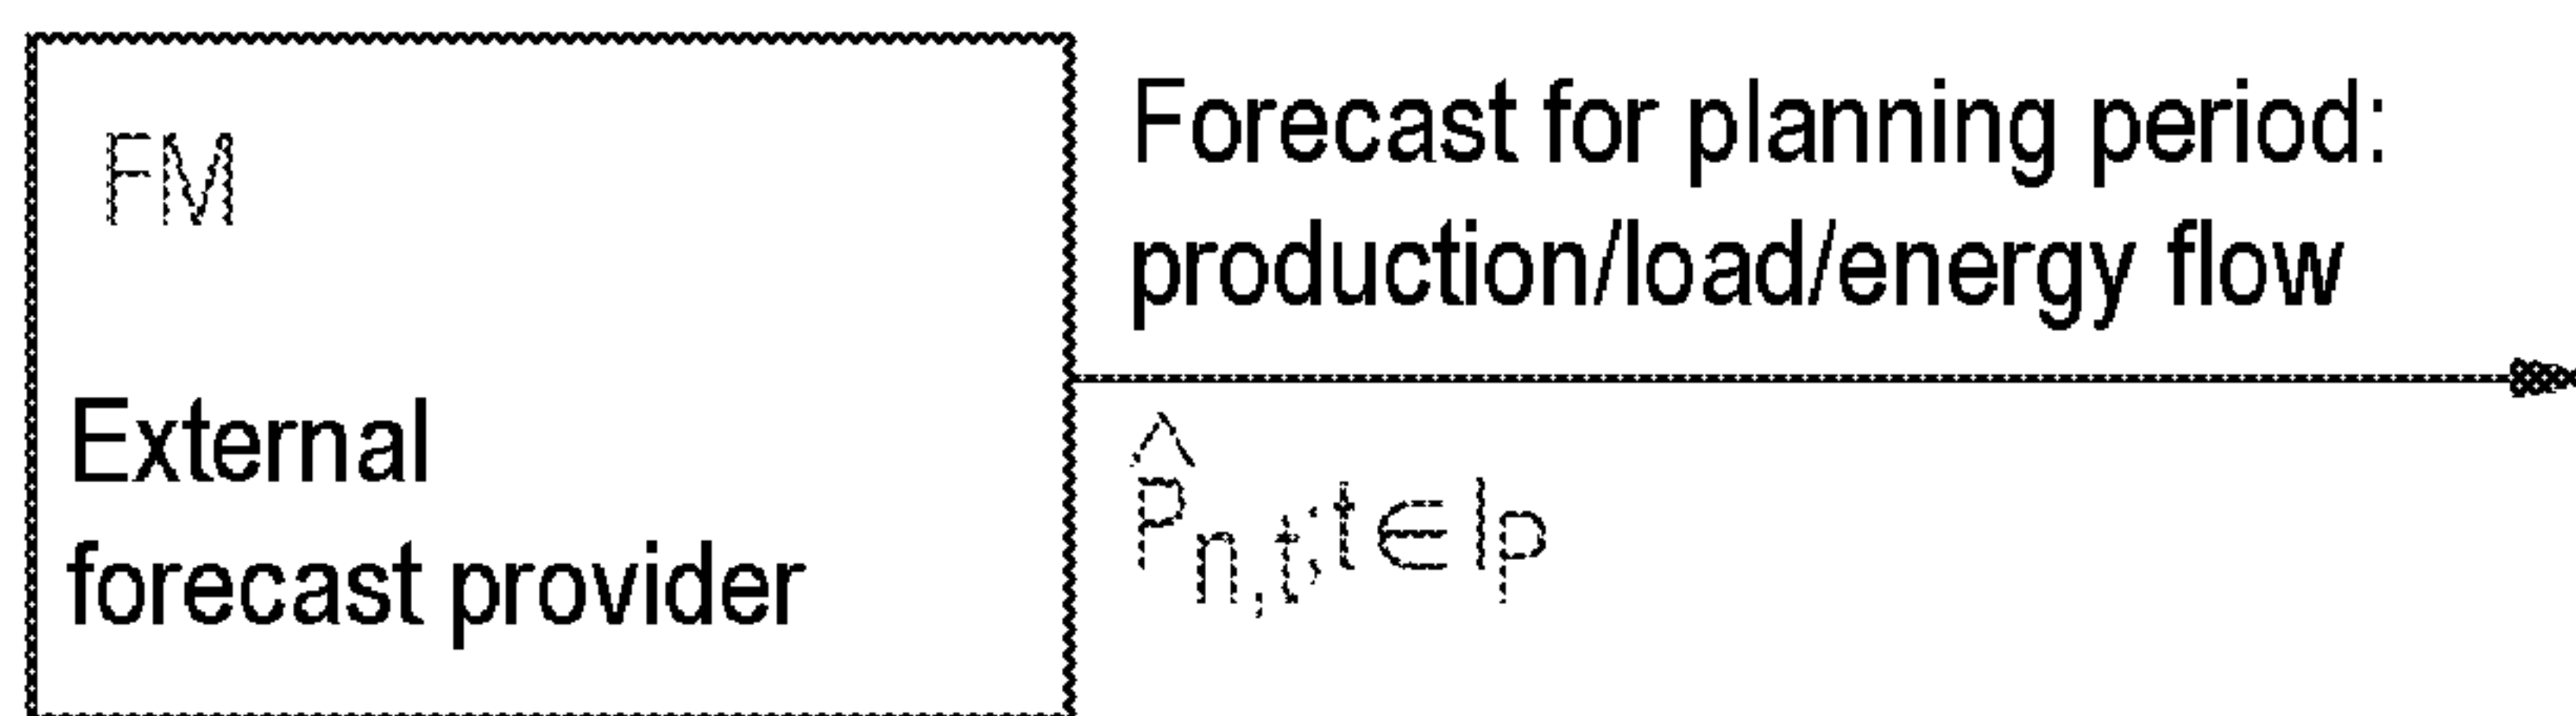 FM
External
forecast provider
Forecast for planning period:
production/load/energy flow
P̂n,t; t ∈ IP